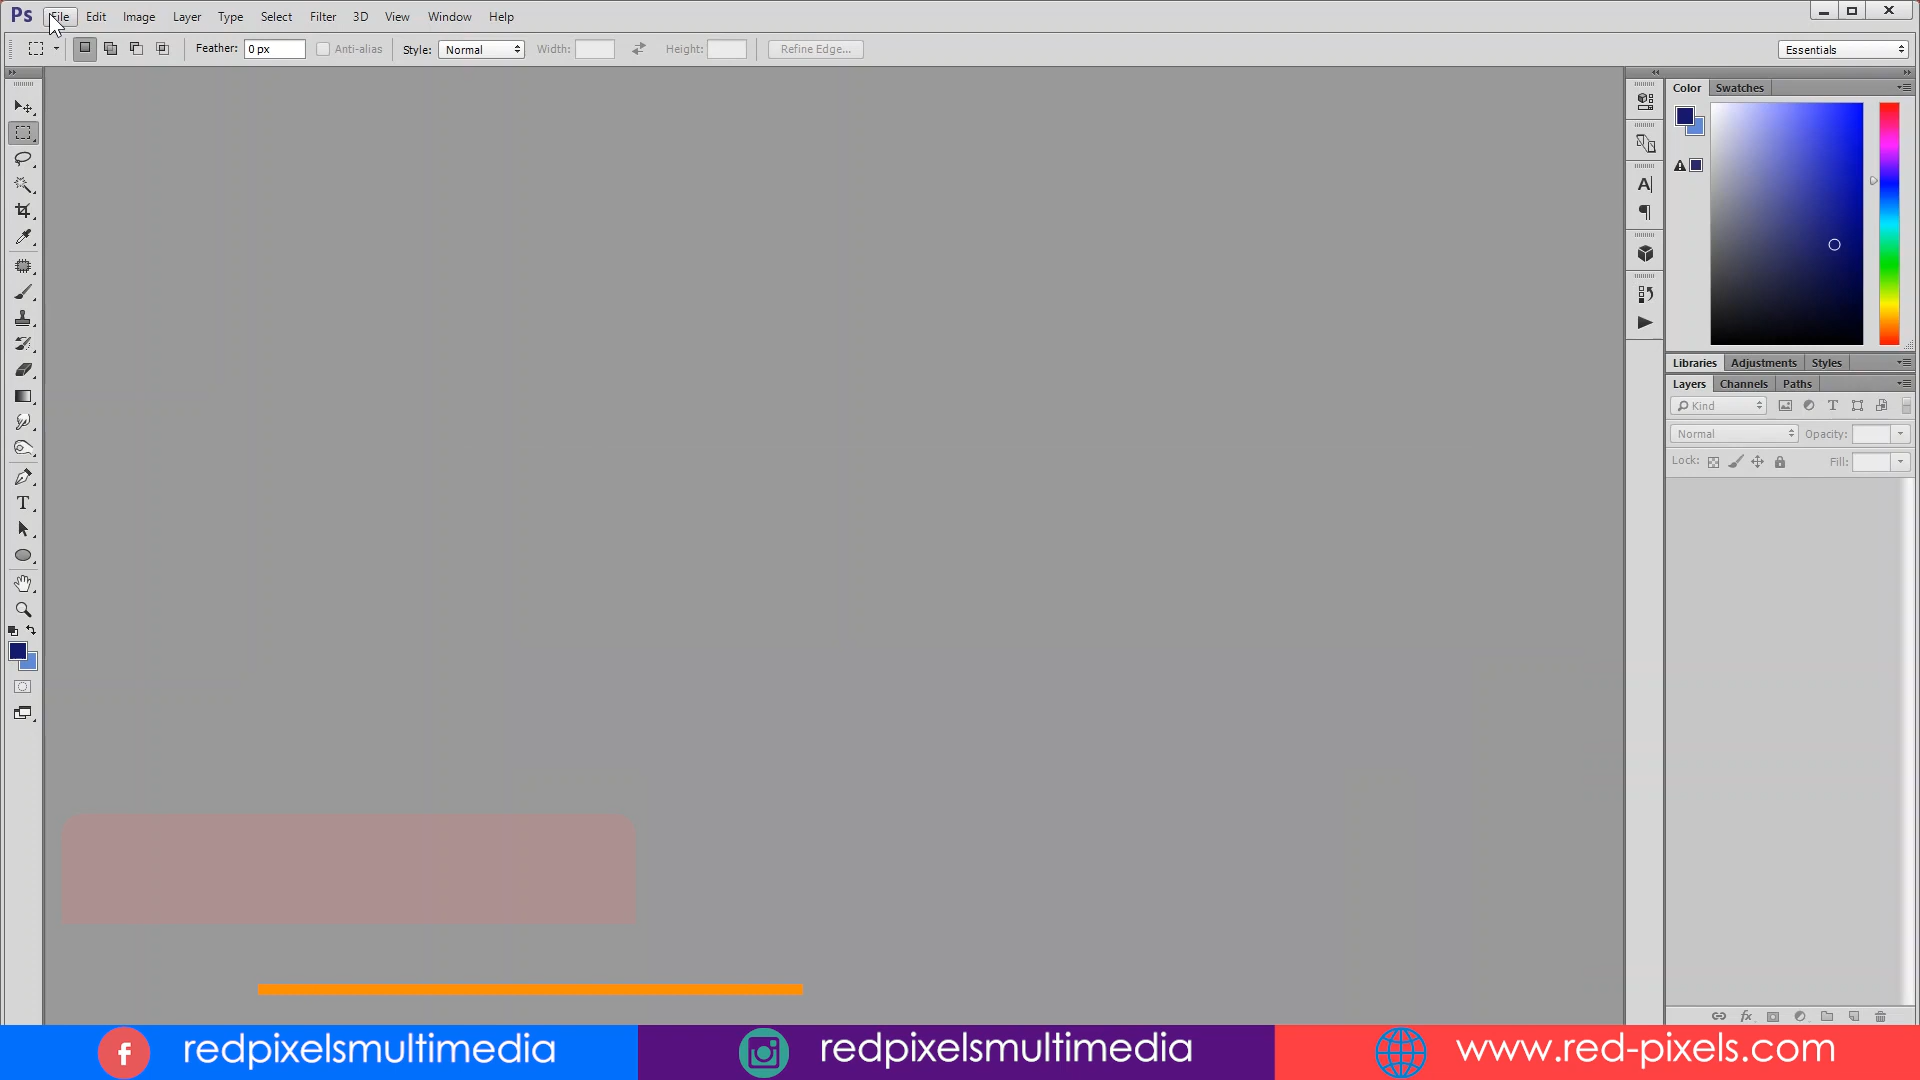 Ps File Edit Image Layer Type Select Filter 3D View Window Help
Feather: 0 px Anti-alias Style: Normal Width: Height: Refine Edge... Essentials
Color Swatches
Libraries Adjustments Styles
Layers Channels Paths
Kind
Normal Opacity:
Lock: Fill:
redpixelsmultimedia redpixelsmultimedia www.red-pixels.com